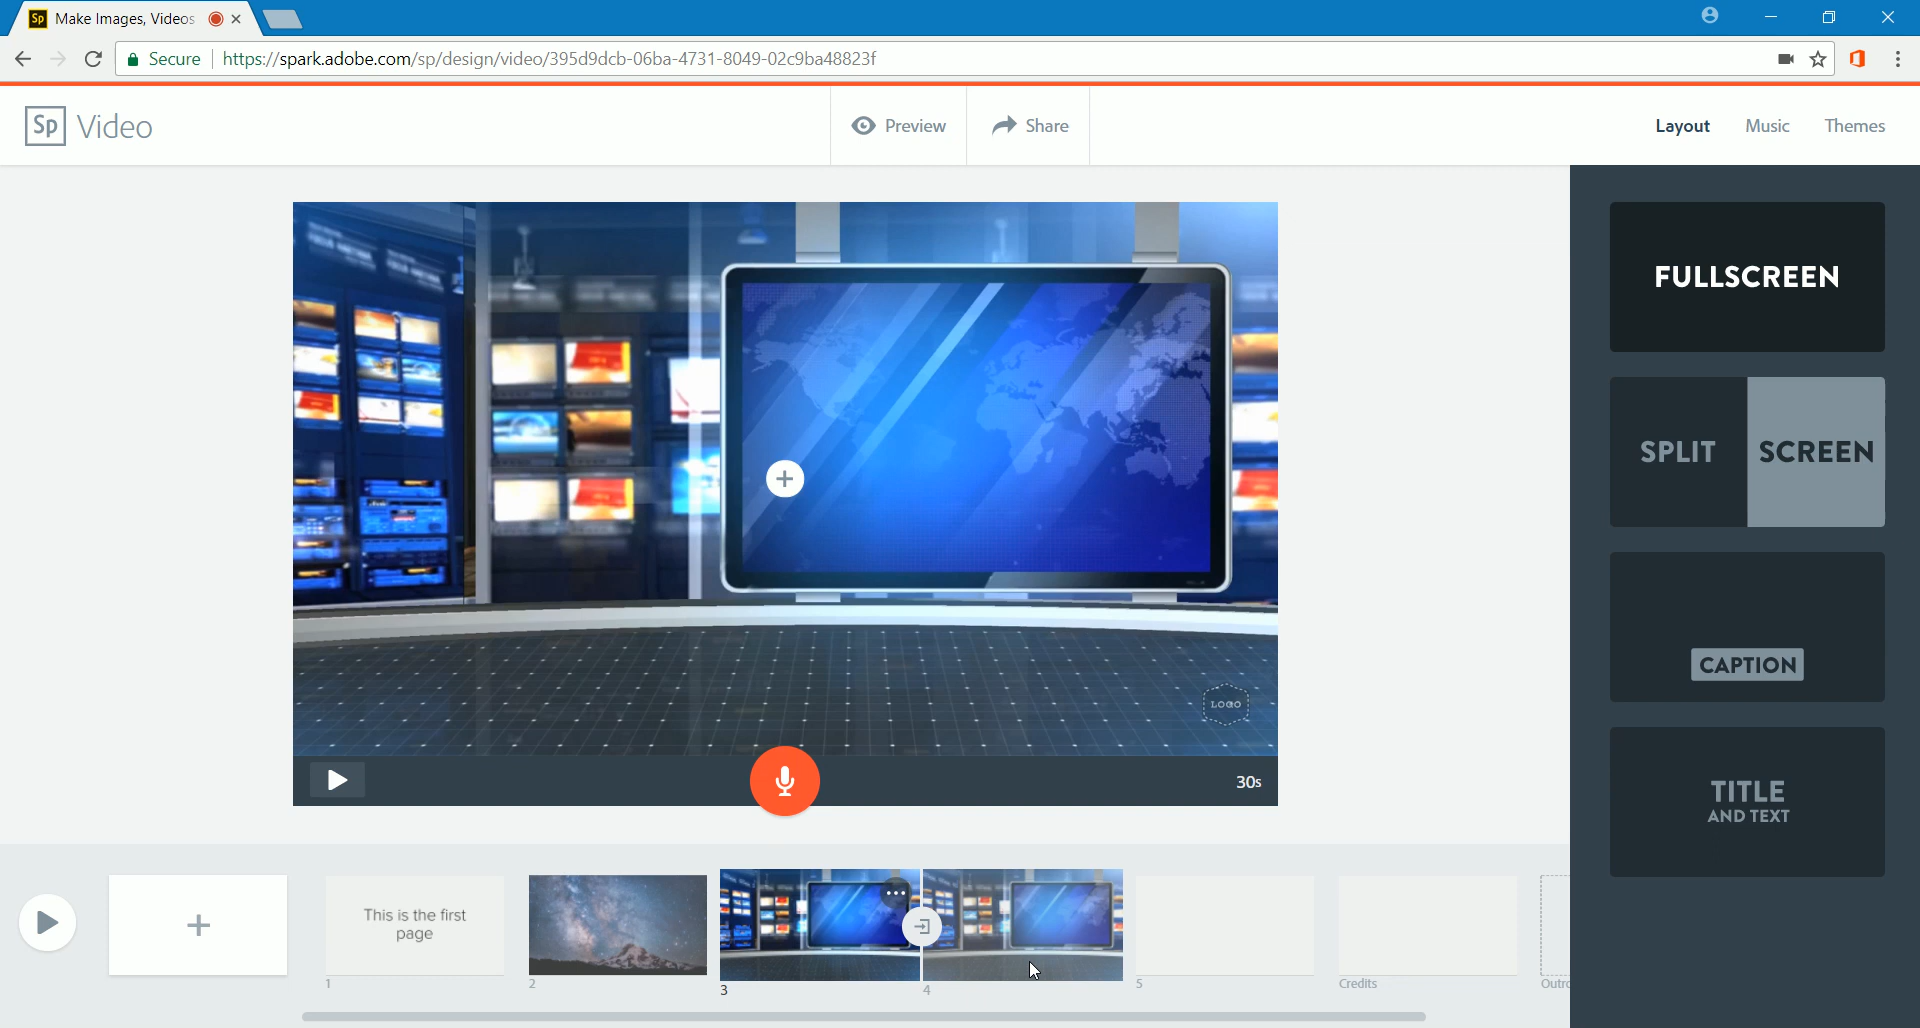 Sp Make Images, Videos
Secure https://spark.adobe.com/sp/design/video/395d9dcb-06ba-4731-8049-02c9ba48823f
Sp Video
Preview
Share
Layout
Music
Themes
FULLSCREEN
SPLIT SCREEN
CAPTION
TITLE
AND TEXT
LOGO
30s
This is the first
page
1
2
3
4
5
Credits
Outro